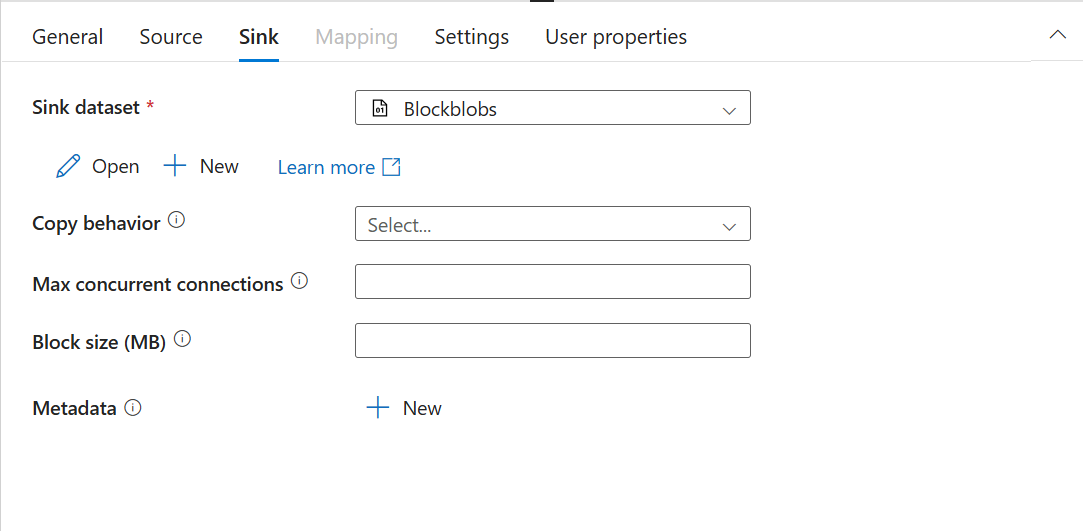 General Source Sink Mapping Settings User properties
Sink dataset * Blockblobs
Open New Learn more
Copy behavior Select...
Max concurrent connections
Block size (MB)
Metadata New